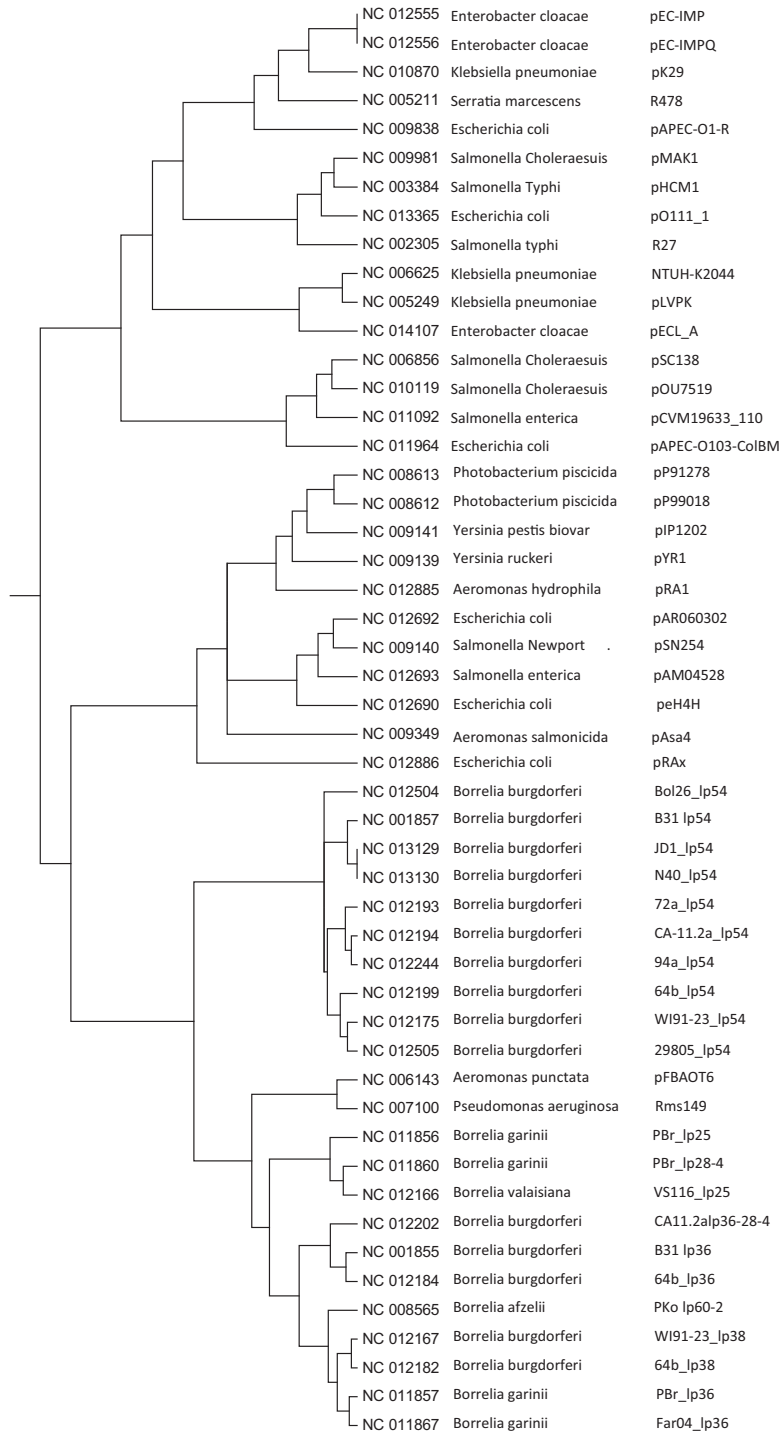 NC 012555 Enterobacter cloacae pEC-IMP
NC 012556 Enterobacter cloacae pEC-IMPQ
NC 010870 Klebsiella pneumoniae pK29
NC 005211 Serratia marcescens R478
NC 009838 Escherichia coli pAPEC-O1-R
NC 009981 Salmonella Choleraesuis pMAK1
NC 003384 Salmonella Typhi pHCM1
NC 013365 Escherichia coli pO111_1
NC 002305 Salmonella typhi R27
NC 006625 Klebsiella pneumoniae NTUH-K2044
NC 005249 Klebsiella pneumoniae pLVPK
NC 014107 Enterobacter cloacae pECL_A
NC 006856 Salmonella Choleraesuis pSC138
NC 010119 Salmonella Choleraesuis pOU7519
NC 011092 Salmonella enterica pCVM19633_110
NC 011964 Escherichia coli pAPEC-O103-ColBM
NC 008613 Photobacterium piscicida pP91278
NC 008612 Photobacterium piscicida pP99018
NC 009141 Yersinia pestis biovar pIP1202
NC 009139 Yersinia ruckeri pYR1
NC 012885 Aeromonas hydrophila pRA1
NC 012692 Escherichia coli pAR060302
NC 009140 Salmonella Newport . pSN254
NC 012693 Salmonella enterica pAM04528
NC 012690 Escherichia coli peH4H
NC 009349 Aeromonas salmonicida pAsa4
NC 012886 Escherichia coli pRAx
NC 012504 Borrelia burgdorferi Bol26_lp54
NC 001857 Borrelia burgdorferi B31 lp54
NC 013129 Borrelia burgdorferi JD1_lp54
NC 013130 Borrelia burgdorferi N40_lp54
NC 012193 Borrelia burgdorferi 72a_lp54
NC 012194 Borrelia burgdorferi CA-11.2a_lp54
NC 012244 Borrelia burgdorferi 94a_lp54
NC 012199 Borrelia burgdorferi 64b_lp54
NC 012175 Borrelia burgdorferi WI91-23_lp54
NC 012505 Borrelia burgdorferi 29805_lp54
NC 006143 Aeromonas punctata pFBAOT6
NC 007100 Pseudomonas aeruginosa Rms149
NC 011856 Borrelia garinii PBr_lp25
NC 011860 Borrelia garinii PBr_lp28-4
NC 012166 Borrelia valaisiana VS116_lp25
NC 012202 Borrelia burgdorferi CA11.2alp36-28-4
NC 001855 Borrelia burgdorferi B31 lp36
NC 012184 Borrelia burgdorferi 64b_lp36
NC 008565 Borrelia afzelii PKo lp60-2
NC 012167 Borrelia burgdorferi WI91-23_lp38
NC 012182 Borrelia burgdorferi 64b_lp38
NC 011857 Borrelia garinii PBr_lp36
NC 011867 Borrelia garinii Far04_lp36